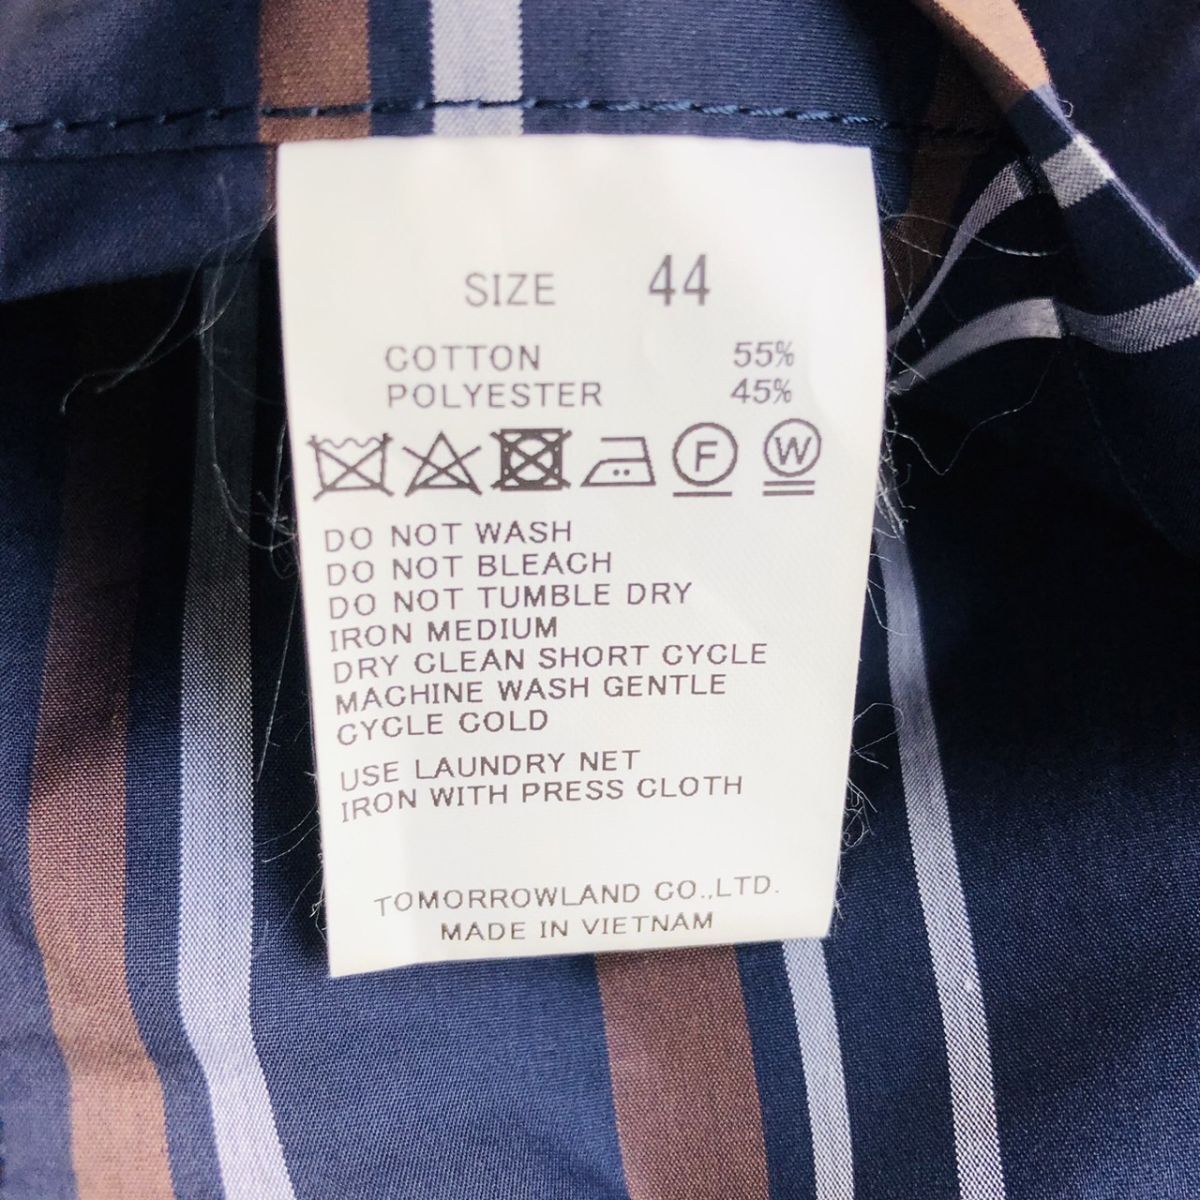 SIZE 44
COTTON 55%
POLYESTER 45%
F W
DO NOT WASH
DO NOT BLEACH
DO NOT TUMBLE DRY
IRON MEDIUM
DRY CLEAN SHORT CYCLE
MACHINE WASH GENTLE
CYCLE COLD
USE LAUNDRY NET
IRON WITH PRESS CLOTH
TOMORROWLAND CO.,LTD.
MADE IN VIETNAM